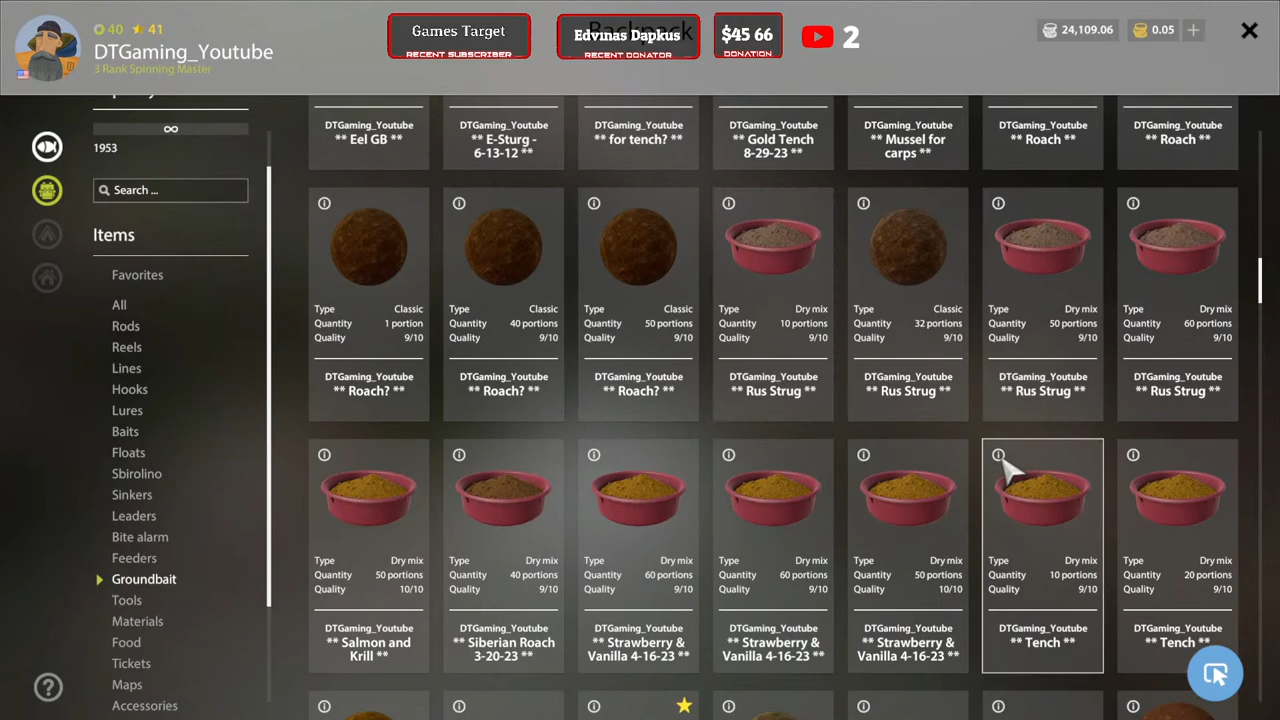 40 41
DTGaming_Youtube
3 Rank Spinning Master
Games Target
RECENT SUBSCRIBER
Backpack
Edvinas Dapkus
RECENT DONATOR
$45 66
DONATION
2
24,109.06
0.05
∞
1953
Search ...
Items
Favorites
All
Rods
Reels
Lines
Hooks
Lures
Baits
Floats
Sbirolino
Sinkers
Leaders
Bite alarm
Feeders
Groundbait
Tools
Materials
Food
Tickets
Maps
Accessories
DTGaming_Youtube
** Eel GB **
DTGaming_Youtube
** E-Sturg -
6-13-12 **
DTGaming_Youtube
** for tench? **
DTGaming_Youtube
** Gold Tench
8-29-23 **
DTGaming_Youtube
** Mussel for
carps **
DTGaming_Youtube
** Roach **
DTGaming_Youtube
** Roach **
Type Classic
Quantity 1 portion
Quality 9/10
DTGaming_Youtube
** Roach? **
Type Classic
Quantity 40 portions
Quality 9/10
DTGaming_Youtube
** Roach? **
Type Classic
Quantity 50 portions
Quality 9/10
DTGaming_Youtube
** Roach? **
Type Dry mix
Quantity 10 portions
Quality 9/10
DTGaming_Youtube
** Rus Strug **
Type Classic
Quantity 32 portions
Quality 9/10
DTGaming_Youtube
** Rus Strug **
Type Dry mix
Quantity 50 portions
Quality 9/10
DTGaming_Youtube
** Rus Strug **
Type Dry mix
Quantity 60 portions
Quality 9/10
DTGaming_Youtube
** Rus Strug **
Type Dry mix
Quantity 50 portions
Quality 10/10
DTGaming_Youtube
** Salmon and
Krill **
Type Dry mix
Quantity 40 portions
Quality 9/10
DTGaming_Youtube
** Siberian Roach
3-20-23 **
Type Dry mix
Quantity 60 portions
Quality 9/10
DTGaming_Youtube
** Strawberry &
Vanilla 4-16-23 **
Type Dry mix
Quantity 60 portions
Quality 9/10
DTGaming_Youtube
** Strawberry &
Vanilla 4-16-23 **
Type Dry mix
Quantity 50 portions
Quality 10/10
DTGaming_Youtube
** Strawberry &
Vanilla 4-16-23 **
Type Dry mix
Quantity 10 portions
Quality 9/10
DTGaming_Youtube
** Tench **
Type Dry mix
Quantity 20 portions
Quality 9/10
DTGaming_Youtube
** Tench **